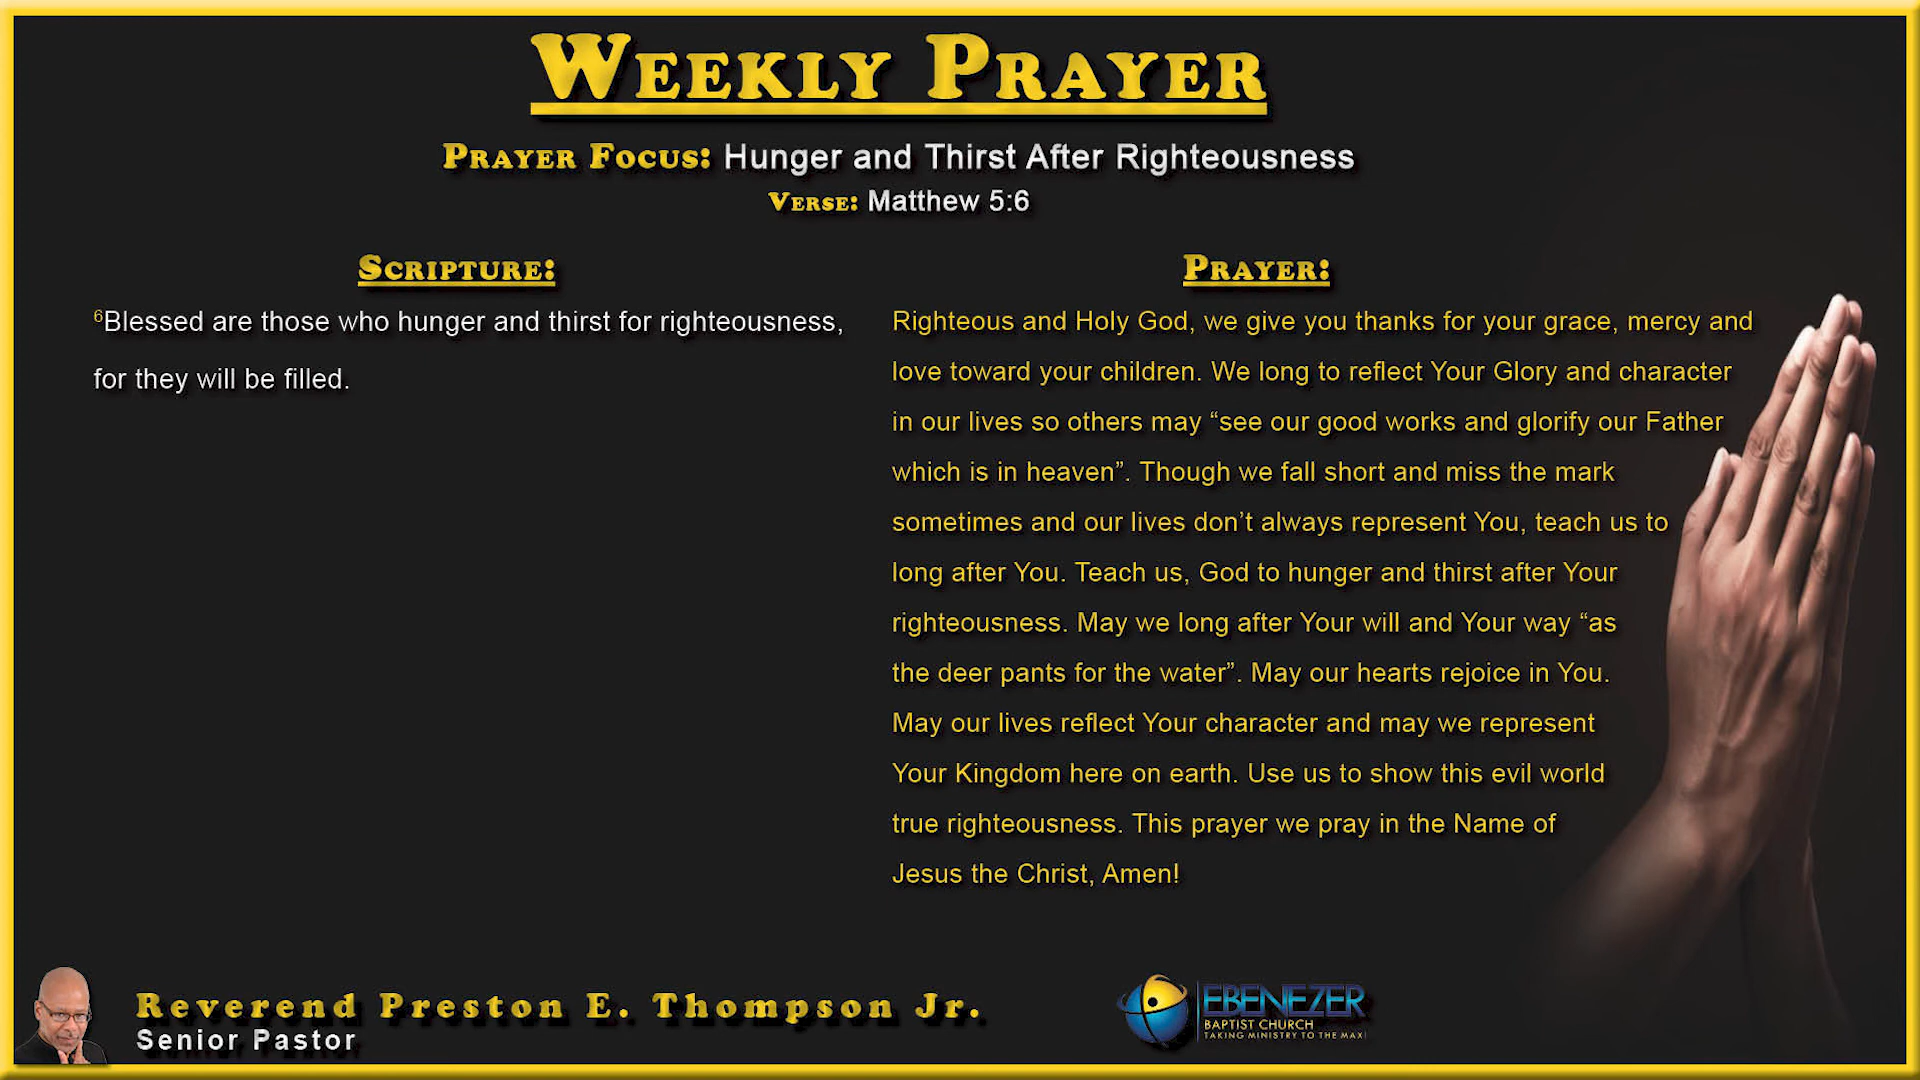 Weekly Prayer
Prayer Focus: Hunger and Thirst After Righteousness
Verse: Matthew 5:6
Scripture:
6Blessed are those who hunger and thirst for righteousness,
for they will be filled.
Prayer:
Righteous and Holy God, we give you thanks for your grace, mercy and
love toward your children. We long to reflect Your Glory and character
in our lives so others may “see our good works and glorify our Father
which is in heaven”. Though we fall short and miss the mark
sometimes and our lives don’t always represent You, teach us to
long after You. Teach us, God to hunger and thirst after Your
righteousness. May we long after Your will and Your way “as
the deer pants for the water”. May our hearts rejoice in You.
May our lives reflect Your character and may we represent
Your Kingdom here on earth. Use us to show this evil world
true righteousness. This prayer we pray in the Name of
Jesus the Christ, Amen!
Reverend Preston E. Thompson Jr.
Senior Pastor
EBENEZER
BAPTIST CHURCH
TAKING MINISTRY TO THE MAX!